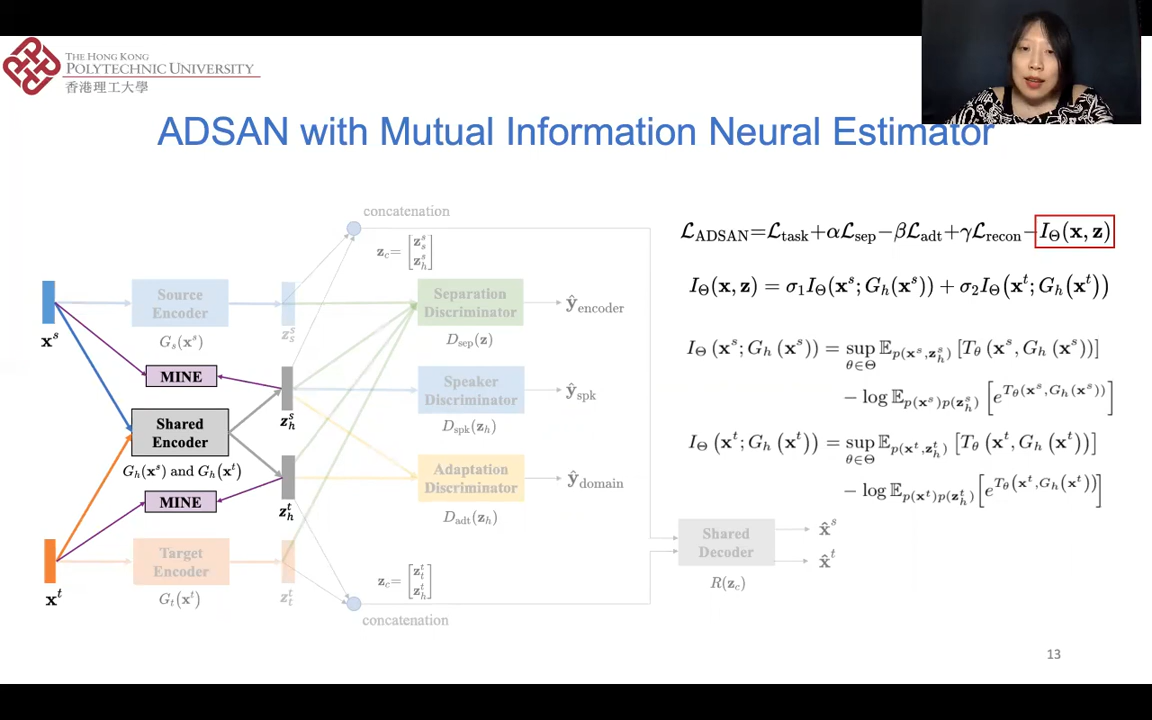 THE HONG KONG
POLYTECHNIC UNIVERSITY
香港理工大學
ADSAN with Mutual Information Neural Estimator
concatenation
z_c = [z_s^s z_h^s]
L_ADSAN=L_task+αL_sep−βL_adt+γL_recon−I_Θ(x,z)
I_Θ(x,z) = σ₁I_Θ(x^s;G_h(x^s)) + σ₂I_Θ(x^t;G_h(x^t))
x^s
Source
Encoder
G_s(x^s)
z_s^s
Separation
Discriminator
D_sep(z)
ŷ_encoder
I_Θ (x^s;G_h (x^s)) = sup_{θ∈Θ} 𝔼_{p(x^s,z_h^s)} [T_θ (x^s,G_h (x^s))]
− log 𝔼_{p(x^s)p(z_h^s)} [e^{T_θ(x^s,G_h(x^s))}]
MINE
Speaker
Discriminator
D_spk(z_h)
ŷ_spk
Shared
Encoder
G_h(x^s) and G_h(x^t)
z_h^s
I_Θ (x^t;G_h (x^t)) = sup_{θ∈Θ} 𝔼_{p(x^t,z_h^t)} [T_θ (x^t,G_h (x^t))]
− log 𝔼_{p(x^t)p(z_h^t)} [e^{T_θ(x^t,G_h(x^t))}]
MINE
z_h^t
Adaptation
Discriminator
D_adt(z_h)
ŷ_domain
x^t
Target
Encoder
G_t(x^t)
z_t^t
z_c = [z_t^t z_h^t]
concatenation
Shared
Decoder
R(z_c)
x̂^s
x̂^t
13